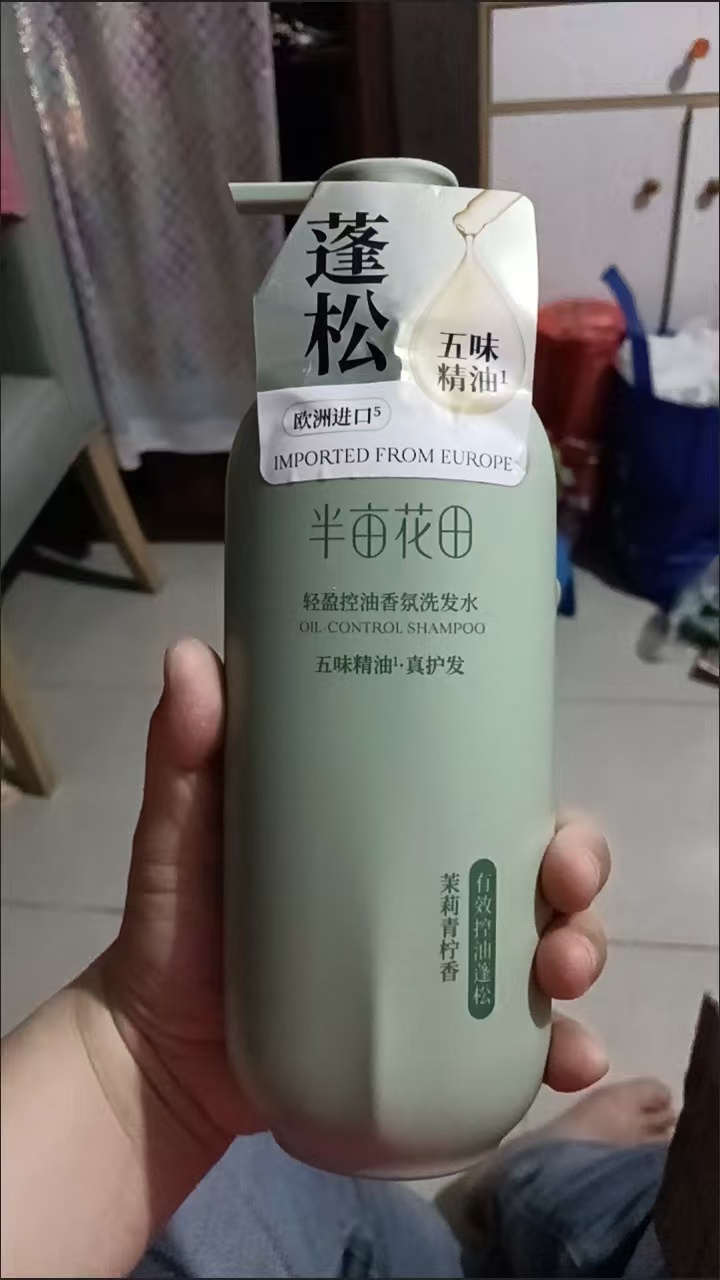 蓬松
五味
精油¹
欧洲进口⁵
IMPORTED FROM EUROPE
半亩花田
轻盈控油香氛洗发水
OIL-CONTROL SHAMPOO
五味精油¹·真护发
有效控油蓬松
茉莉青柠香